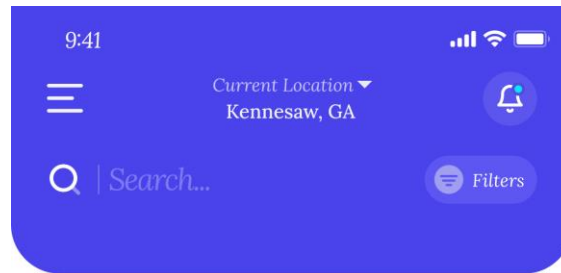 9:41
Current Location
Kennesaw, GA
Search...
Filters